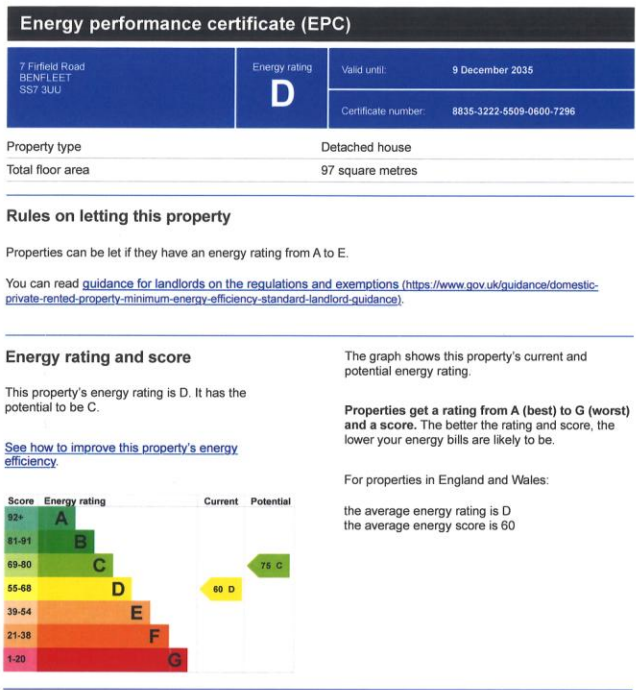 Energy performance certificate (EPC)
7 Firfield Road
BENFLEET
SS7 3UU
Energy rating
D
Valid until:
9 December 2035
Certificate number:
8835-3222-5509-0600-7296
Property type
Detached house
Total floor area
97 square metres
Rules on letting this property
Properties can be let if they have an energy rating from A to E.
You can read guidance for landlords on the regulations and exemptions (https://www.gov.uk/guidance/domestic-
private-rented-property-minimum-energy-efficiency-standard-landlord-guidance).
Energy rating and score
This property's energy rating is D. It has the
potential to be C.
See how to improve this property's energy
efficiency.
Score Energy rating Current Potential
92+ A
81-91 B
69-80 C 75 C
55-68 D 60 D
39-54 E
21-38 F
1-20 G
The graph shows this property's current and
potential energy rating.
Properties get a rating from A (best) to G (worst)
and a score. The better the rating and score, the
lower your energy bills are likely to be.
For properties in England and Wales:
the average energy rating is D
the average energy score is 60